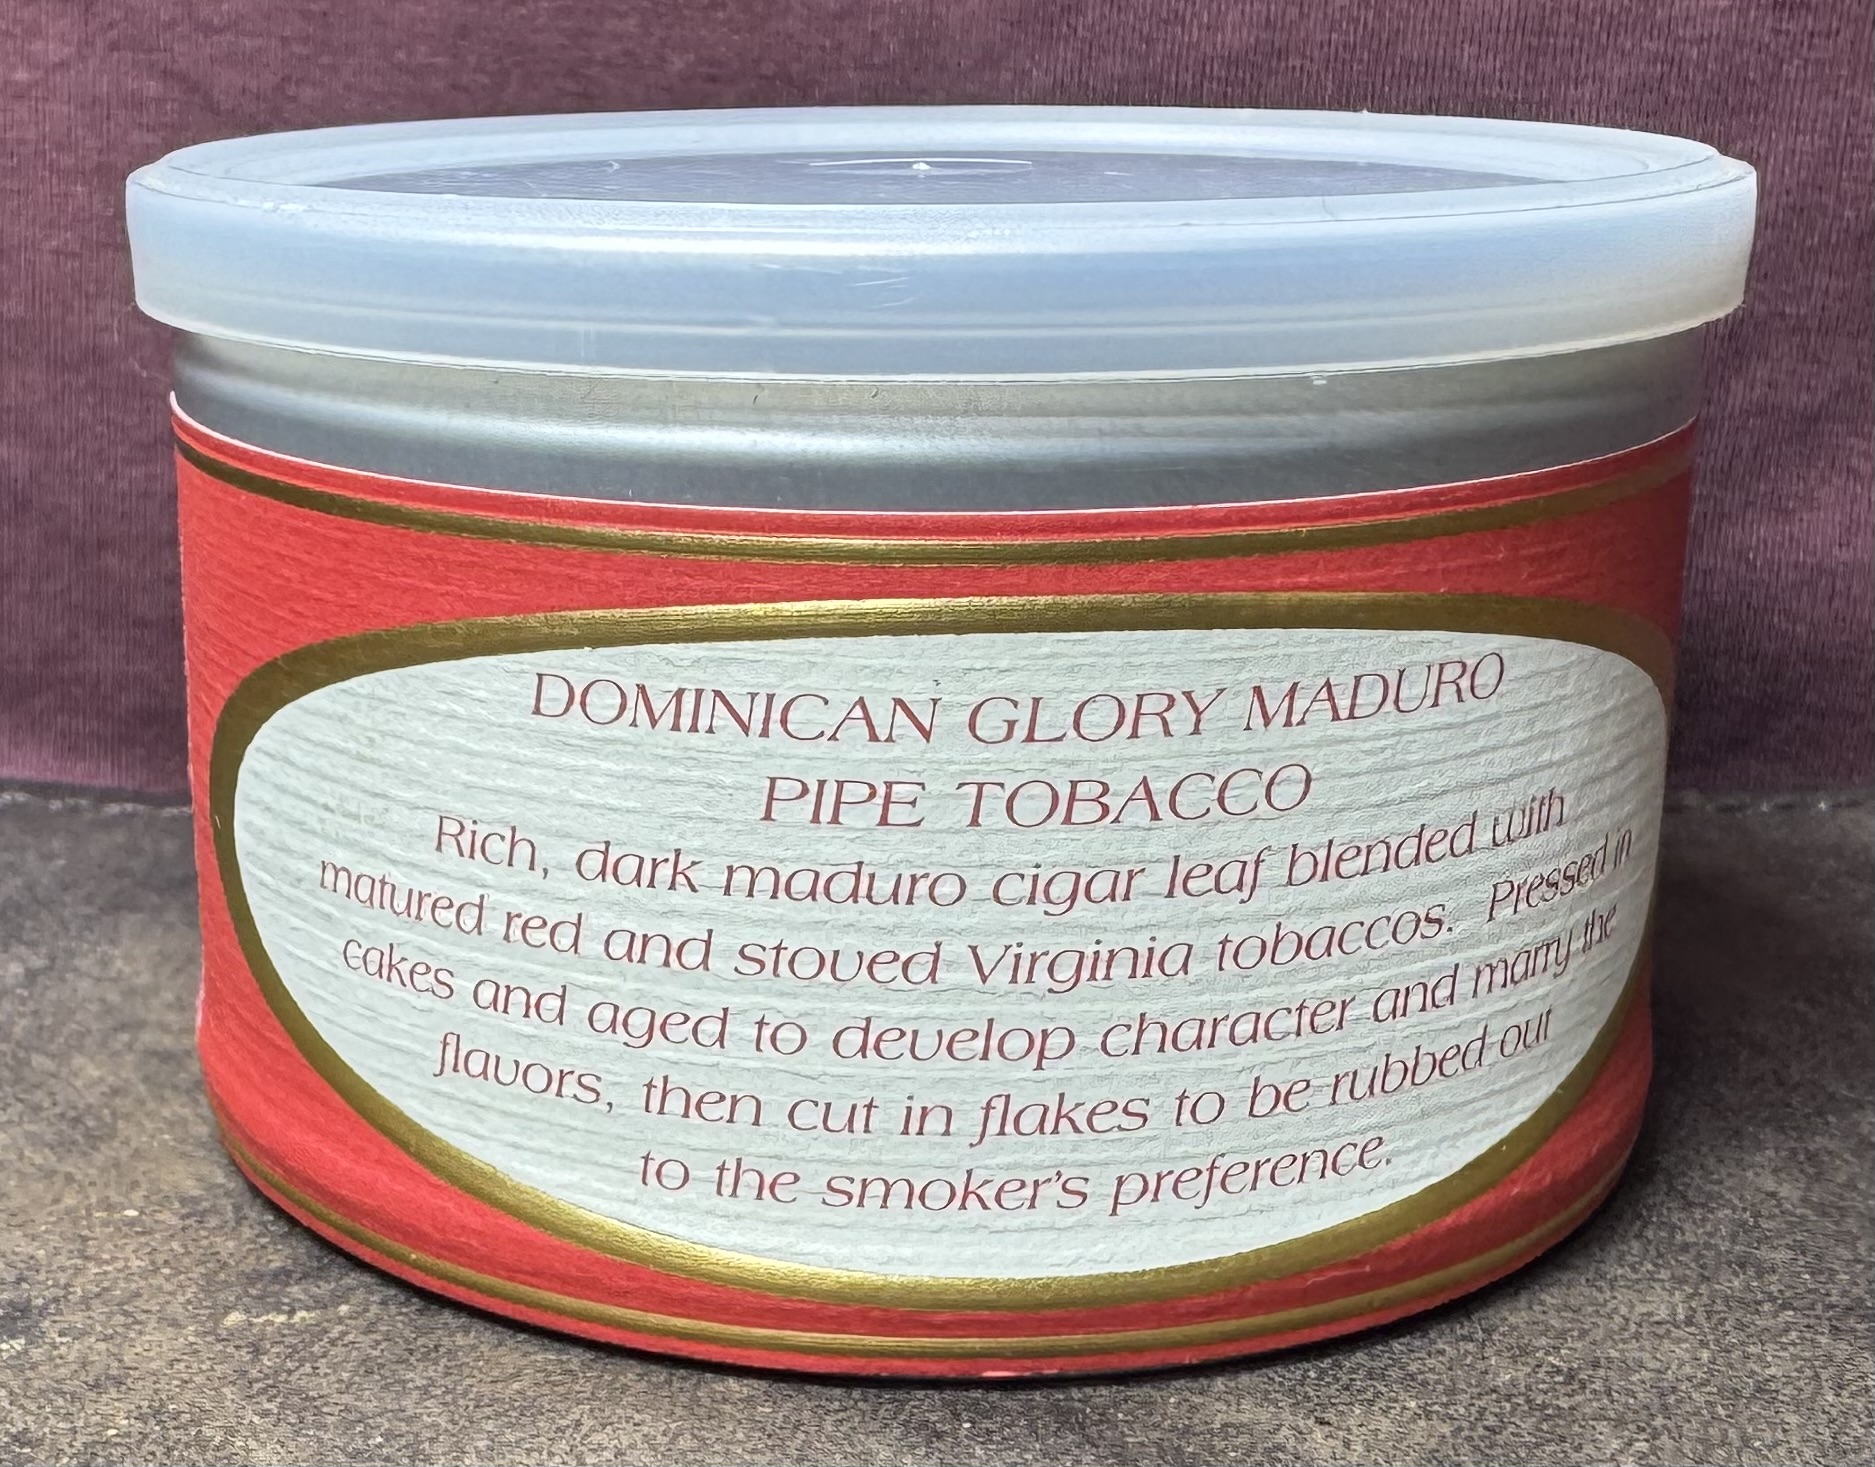 DOMINICAN GLORY MADURO
PIPE TOBACCO
Rich, dark maduro cigar leaf blended with
matured red and stoved Virginia tobaccos. Pressed in
cakes and aged to develop character and marry the
flavors, then cut in flakes to be rubbed out
to the smoker's preference.